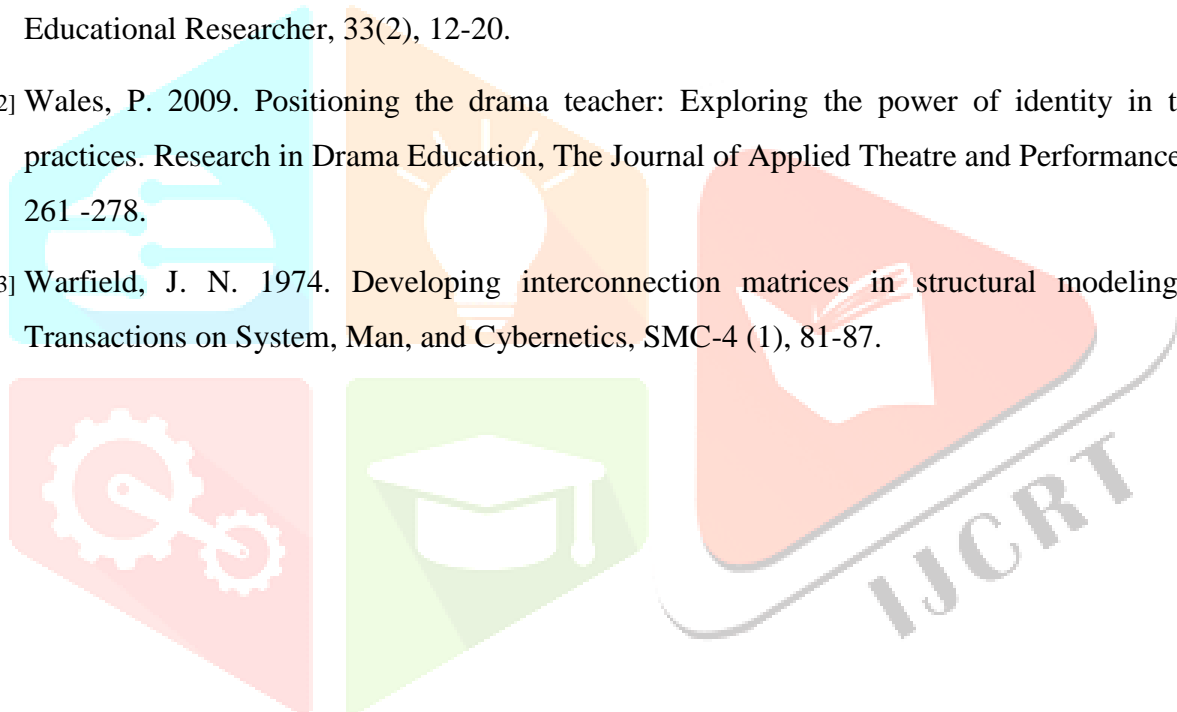 Educational Researcher, 33(2), 12-20.
2] Wales, P. 2009. Positioning the drama teacher: Exploring the power of identity in t
practices. Research in Drama Education, The Journal of Applied Theatre and Performance
261 -278.
3] Warfield, J. N. 1974. Developing interconnection matrices in structural modeling
Transactions on System, Man, and Cybernetics, SMC-4 (1), 81-87.
IJCRT